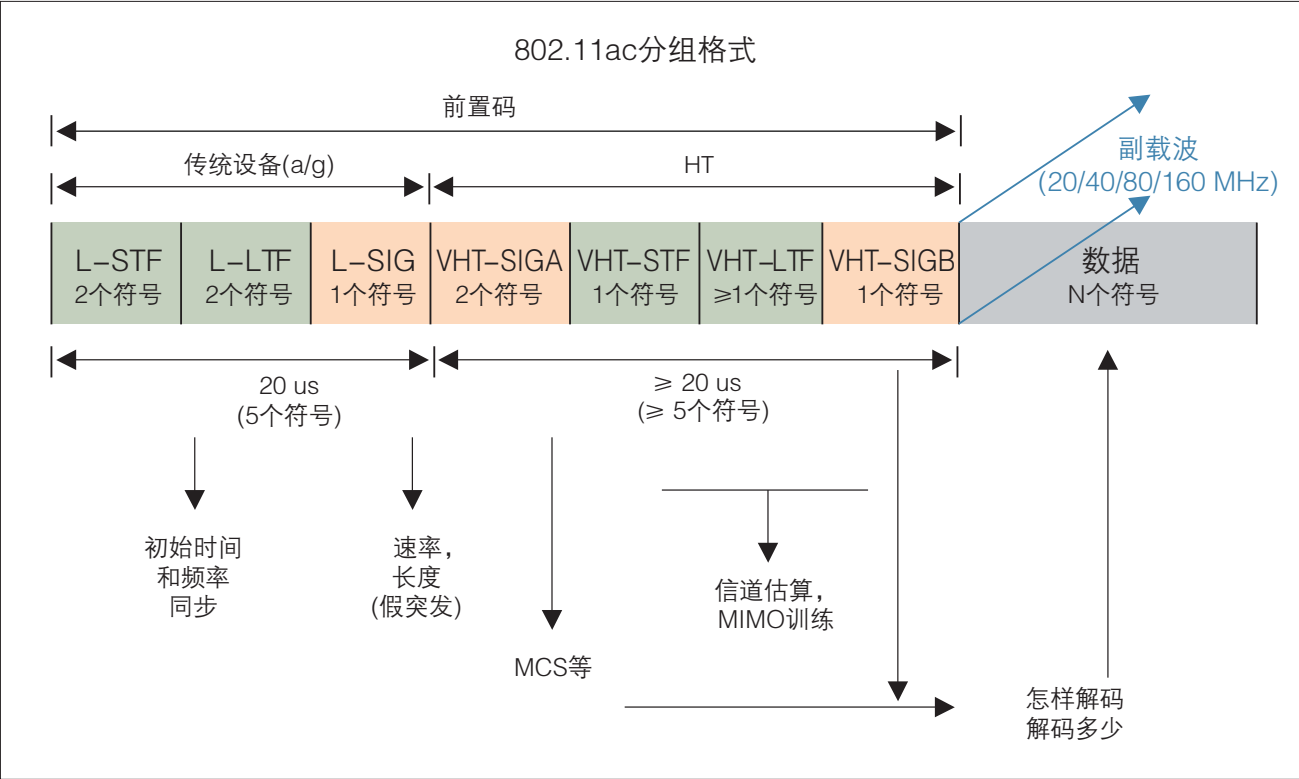 802.11ac分组格式
前置码
传统设备(a/g)
HT
副载波
(20/40/80/160 MHz)
L-STF
2个符号
L-LTF
2个符号
L-SIG
1个符号
VHT-SIGA
2个符号
VHT-STF
1个符号
VHT-LTF
≥1个符号
VHT-SIGB
1个符号
数据
N个符号
20 us
(5个符号)
≥ 20 us
(≥ 5个符号)
初始时间
和频率
同步
速率，
长度
(假突发)
MCS等
信道估算，
MIMO训练
怎样解码
解码多少